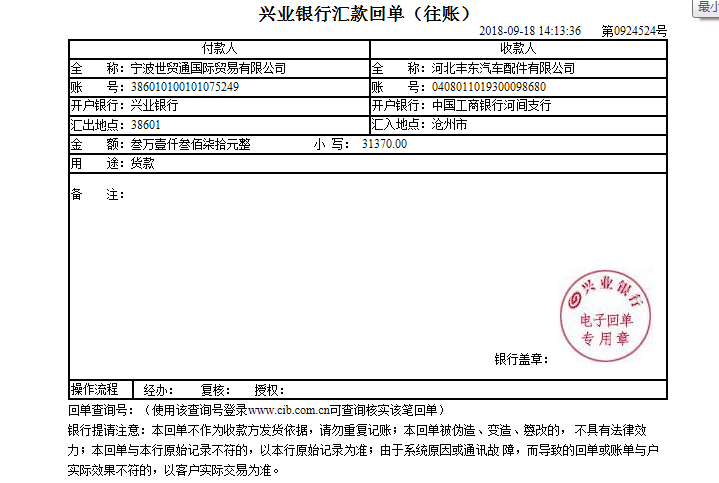 最小
兴业银行汇款回单（往账）
2018-09-18 14:13:36 第0924524号
付款人 收款人
全 称：宁波世贸通国际贸易有限公司 全 称：河北丰东汽车配件有限公司
账 号：386010100101075249 账 号：0408011019300098680
开户银行：兴业银行 开户银行：中国工商银行河间支行
汇出地点：38601 汇入地点：沧州市
金 额：叁万壹仟叁佰柒拾元整 小 写： 31370.00
用 途：货款
备 注：
兴业银行
电子回单
专用章
银行盖章：
操作流程 经办： 复核： 授权：
回单查询号：（使用该查询号登录www.cib.com.cn可查询核实该笔回单）
银行提请注意：本回单不作为收款方发货依据，请勿重复记账；本回单被伪造、变造、篡改的，不具有法律效
力；本回单与本行原始记录不符的，以本行原始记录为准；由于系统原因或通讯故 障，而导致的回单或账单与户
实际效果不符的，以客户实际交易为准。